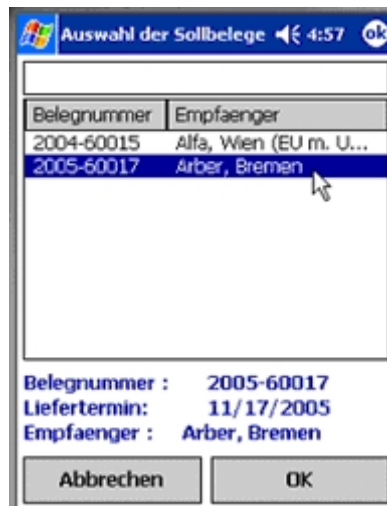 Auswahl der Sollbelege 4:57 ok
Belegnummer Empfaenger
2004-60015 Alfa, Wien (EU m. U...
2005-60017 Arber, Bremen
Belegnummer : 2005-60017
Liefertermin: 11/17/2005
Empfaenger : Arber, Bremen
Abbrechen OK